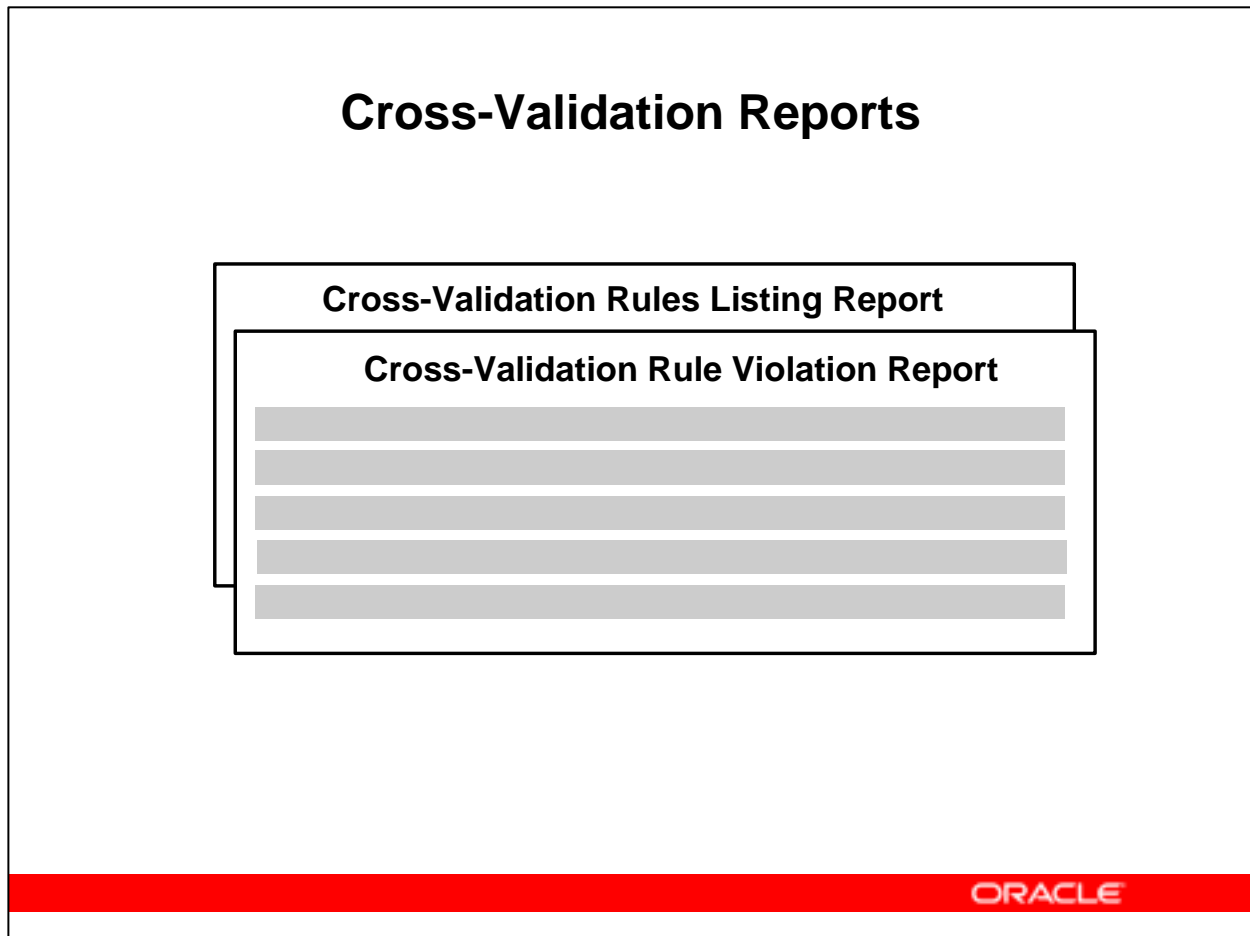 Cross-Validation Reports
Cross-Validation Rules Listing Report
Cross-Validation Rule Violation Report
ORACLE